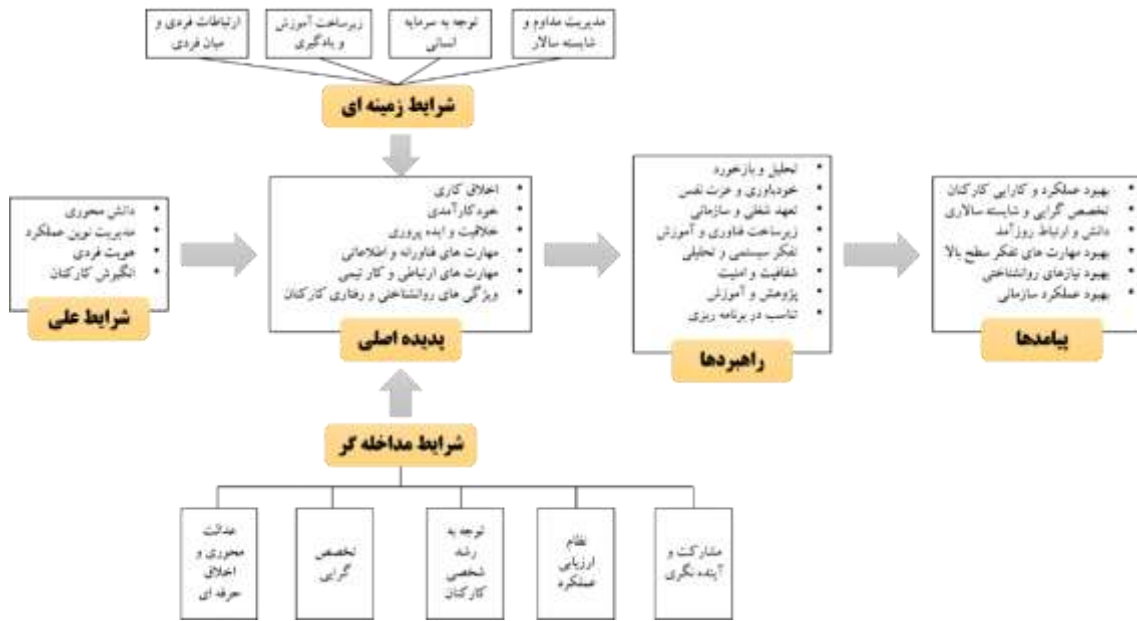 مدیریت مداوم و
شایسته سالار
توجه به سرمایه
انسانی
زیرساخت آموزش
و یادگیری
ارتباطات فردی و
میان فردی
شرایط زمینه ای
دانش محوری
مدیریت نوین عملکرد
هویت فردی
انگیزش کارکنان
شرایط علی
اخلاق کاری
خودکارآمدی
خلاقیت و ایده پروری
مهارت های فناورانه و اطلاعاتی
مهارت های ارتباطی و کار تیمی
ویژگی های روانشناختی و رفتاری کارکنان
پدیده اصلی
تحلیل و بازخورد
خودباوری و عزت نفس
تعهد شغلی و سازمانی
زیرساخت فناوری و آموزش
تفکر سیستمی و تحلیلی
شفافیت و امنیت
پژوهش و آموزش
تناسب در برنامه ریزی
راهبردها
بهبود عملکرد و کارایی کارکنان
تخصص گرایی و شایسته سالاری
دانش و ارتباط روزآمد
بهبود مهارت های تفکر سطح بالا
بهبود نیازهای روانشناختی
بهبود عملکرد سازمانی
پیامدها
شرایط مداخله گر
مشارکت و
آینده نگری
نظام
ارزیابی
عملکرد
توجه به
رشد
شخصی
کارکنان
تخصص
گرایی
عدالت
محوری و
اخلاق
حرفه ای